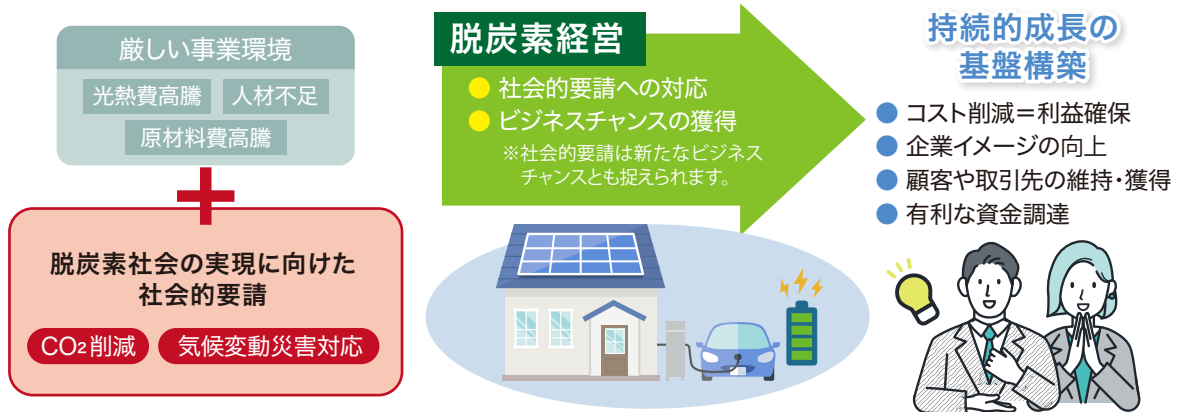 厳しい事業環境
光熱費高騰
人材不足
原材料費高騰
脱炭素社会の実現に向けた
社会的要請
CO₂削減
気候変動災害対応
脱炭素経営
● 社会的要請への対応
● ビジネスチャンスの獲得
※社会的要請は新たなビジネス
チャンスとも捉えられます。
持続的成長の
基盤構築
● コスト削減=利益確保
● 企業イメージの向上
● 顧客や取引先の維持・獲得
● 有利な資金調達